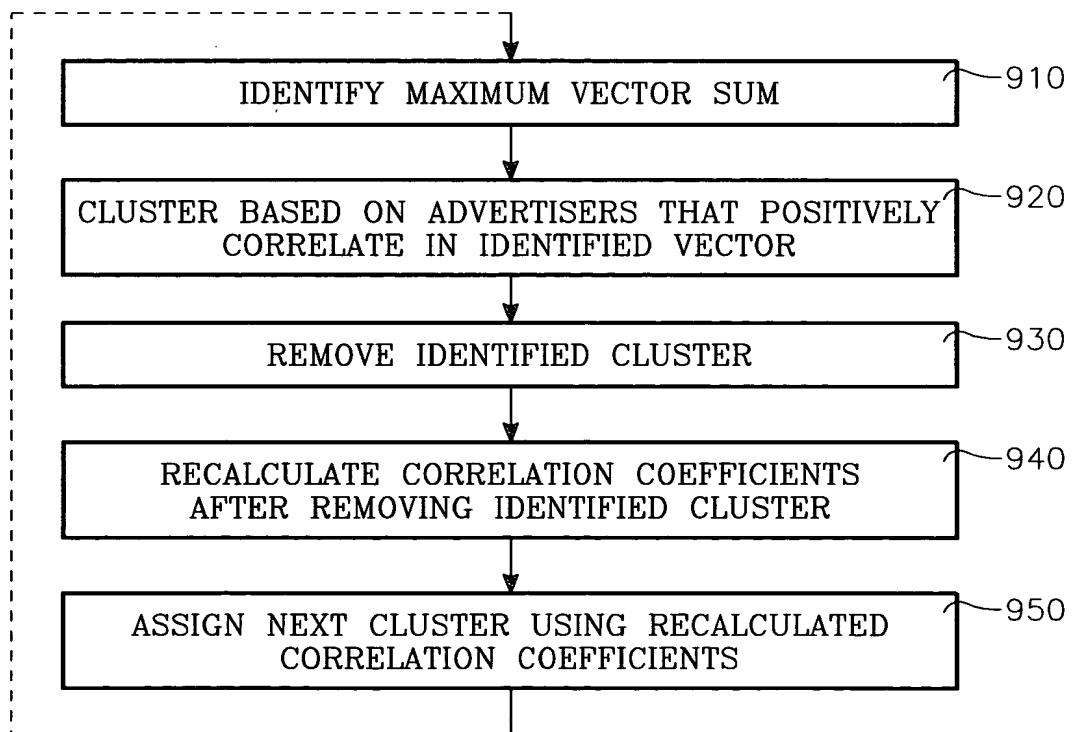 IDENTIFY MAXIMUM VECTOR SUM
910
CLUSTER BASED ON ADVERTISERS THAT POSITIVELY
CORRELATE IN IDENTIFIED VECTOR
920
REMOVE IDENTIFIED CLUSTER
930
RECALCULATE CORRELATION COEFFICIENTS
AFTER REMOVING IDENTIFIED CLUSTER
940
ASSIGN NEXT CLUSTER USING RECALCULATED
CORRELATION COEFFICIENTS
950